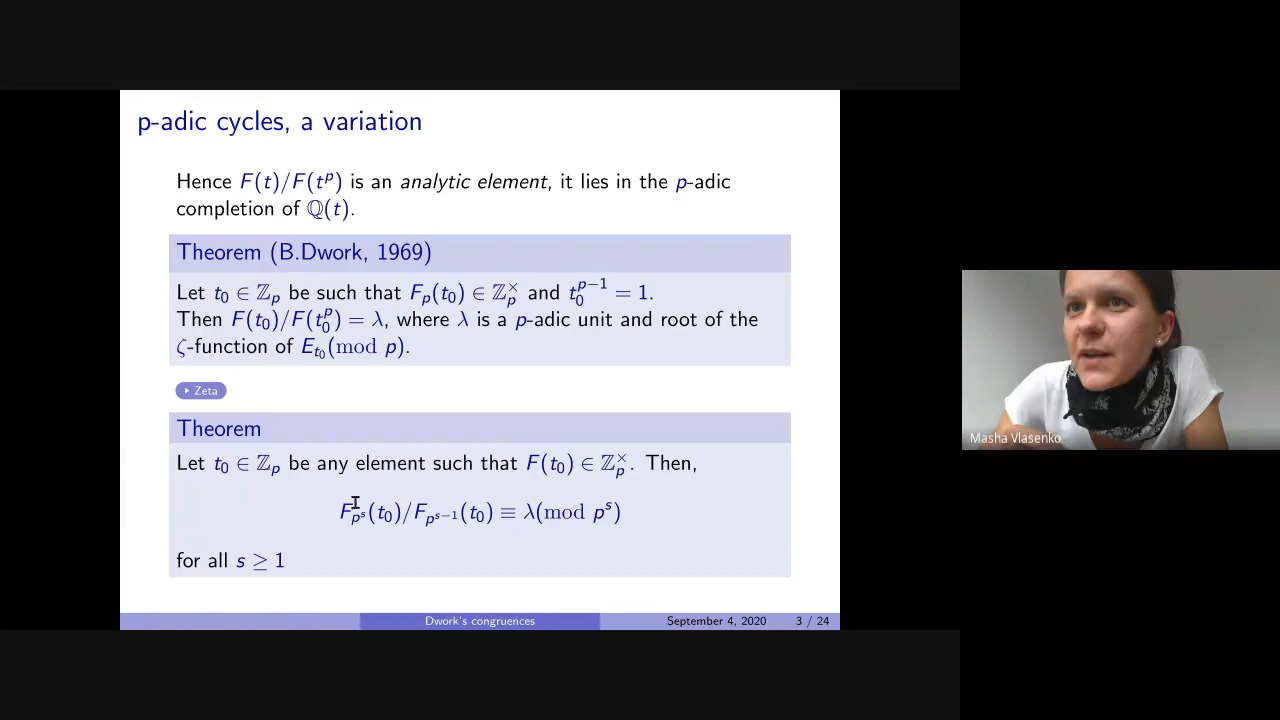 p-adic cycles, a variation
Hence F(t)/F(t^p) is an analytic element, it lies in the p-adic
completion of ℚ(t).
Theorem (B.Dwork, 1969)
Let t_0 ∈ ℤ_p be such that F_p(t_0) ∈ ℤ_p^× and t_0^{p−1} = 1.
Then F(t_0)/F(t_0^p) = λ, where λ is a p-adic unit and root of the
ζ-function of E_{t_0}(mod p).
Zeta
Theorem
Let t_0 ∈ ℤ_p be any element such that F(t_0) ∈ ℤ_p^×. Then,
F_{p^s}(t_0)/F_{p^{s−1}}(t_0) ≡ λ(mod p^s)
for all s ≥ 1
Dwork's congruences
September 4, 2020
3 / 24
Masha Vlasenko